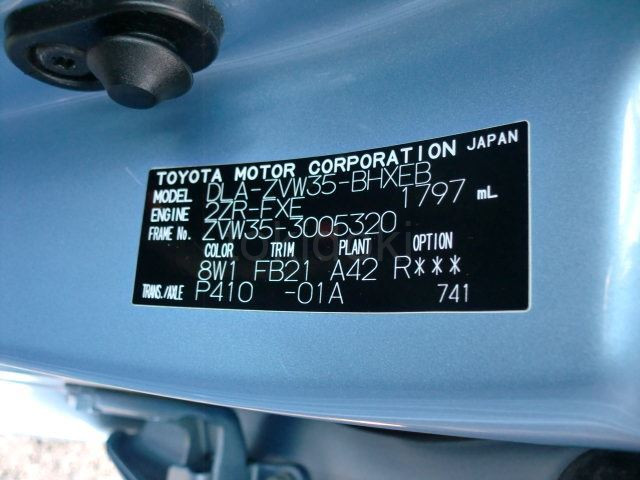 TOYOTA MOTOR CORPORATION JAPAN
MODEL DLA-ZVW35-BHXEB
ENGINE 2ZR-FXE 1797 mL
FRAME No. ZVW35-3005320
COLOR TRIM PLANT OPTION
8W1 FB21 A42 R***
TRANS./AXLE P410 -01A 741